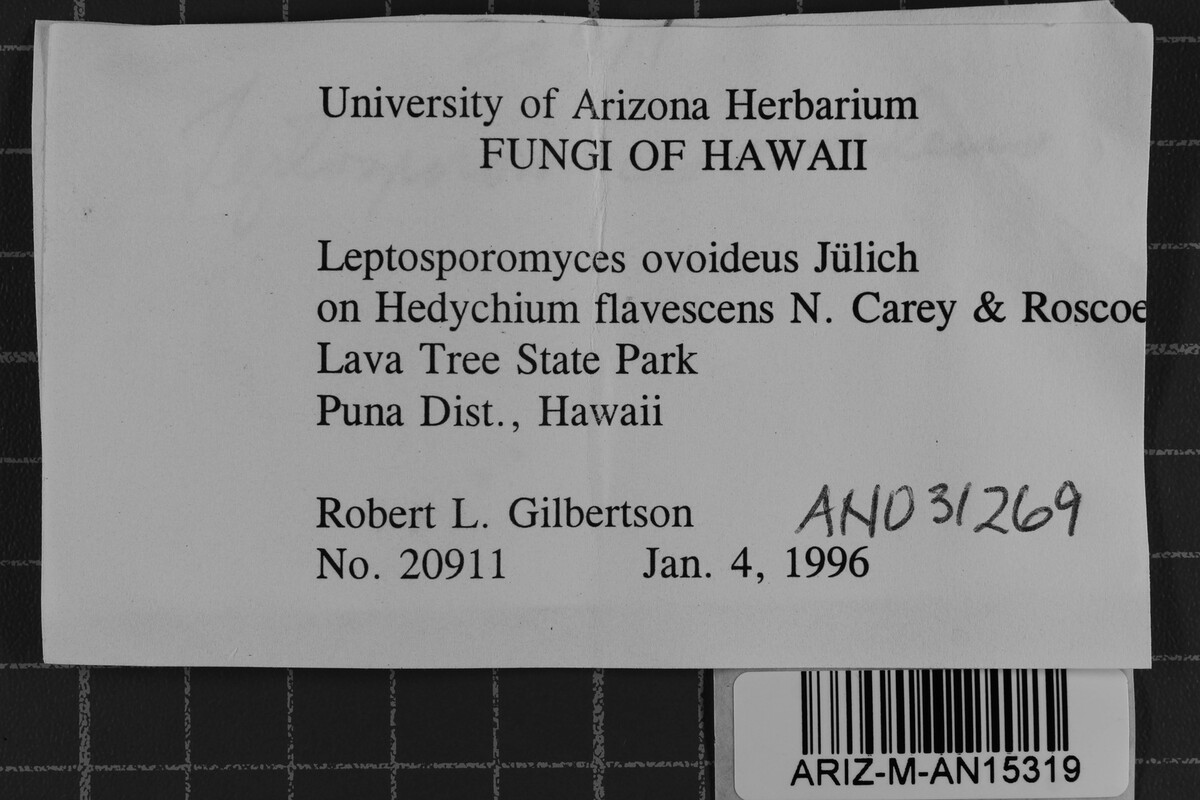 University of Arizona Herbarium
FUNGI OF HAWAII
Leptosporomyces ovoideus Jülich
on Hedychium flavescens N. Carey & Roscoe
Lava Tree State Park
Puna Dist., Hawaii
Robert L. Gilbertson AN031269
No. 20911 Jan. 4, 1996
ARIZ-M-AN15319